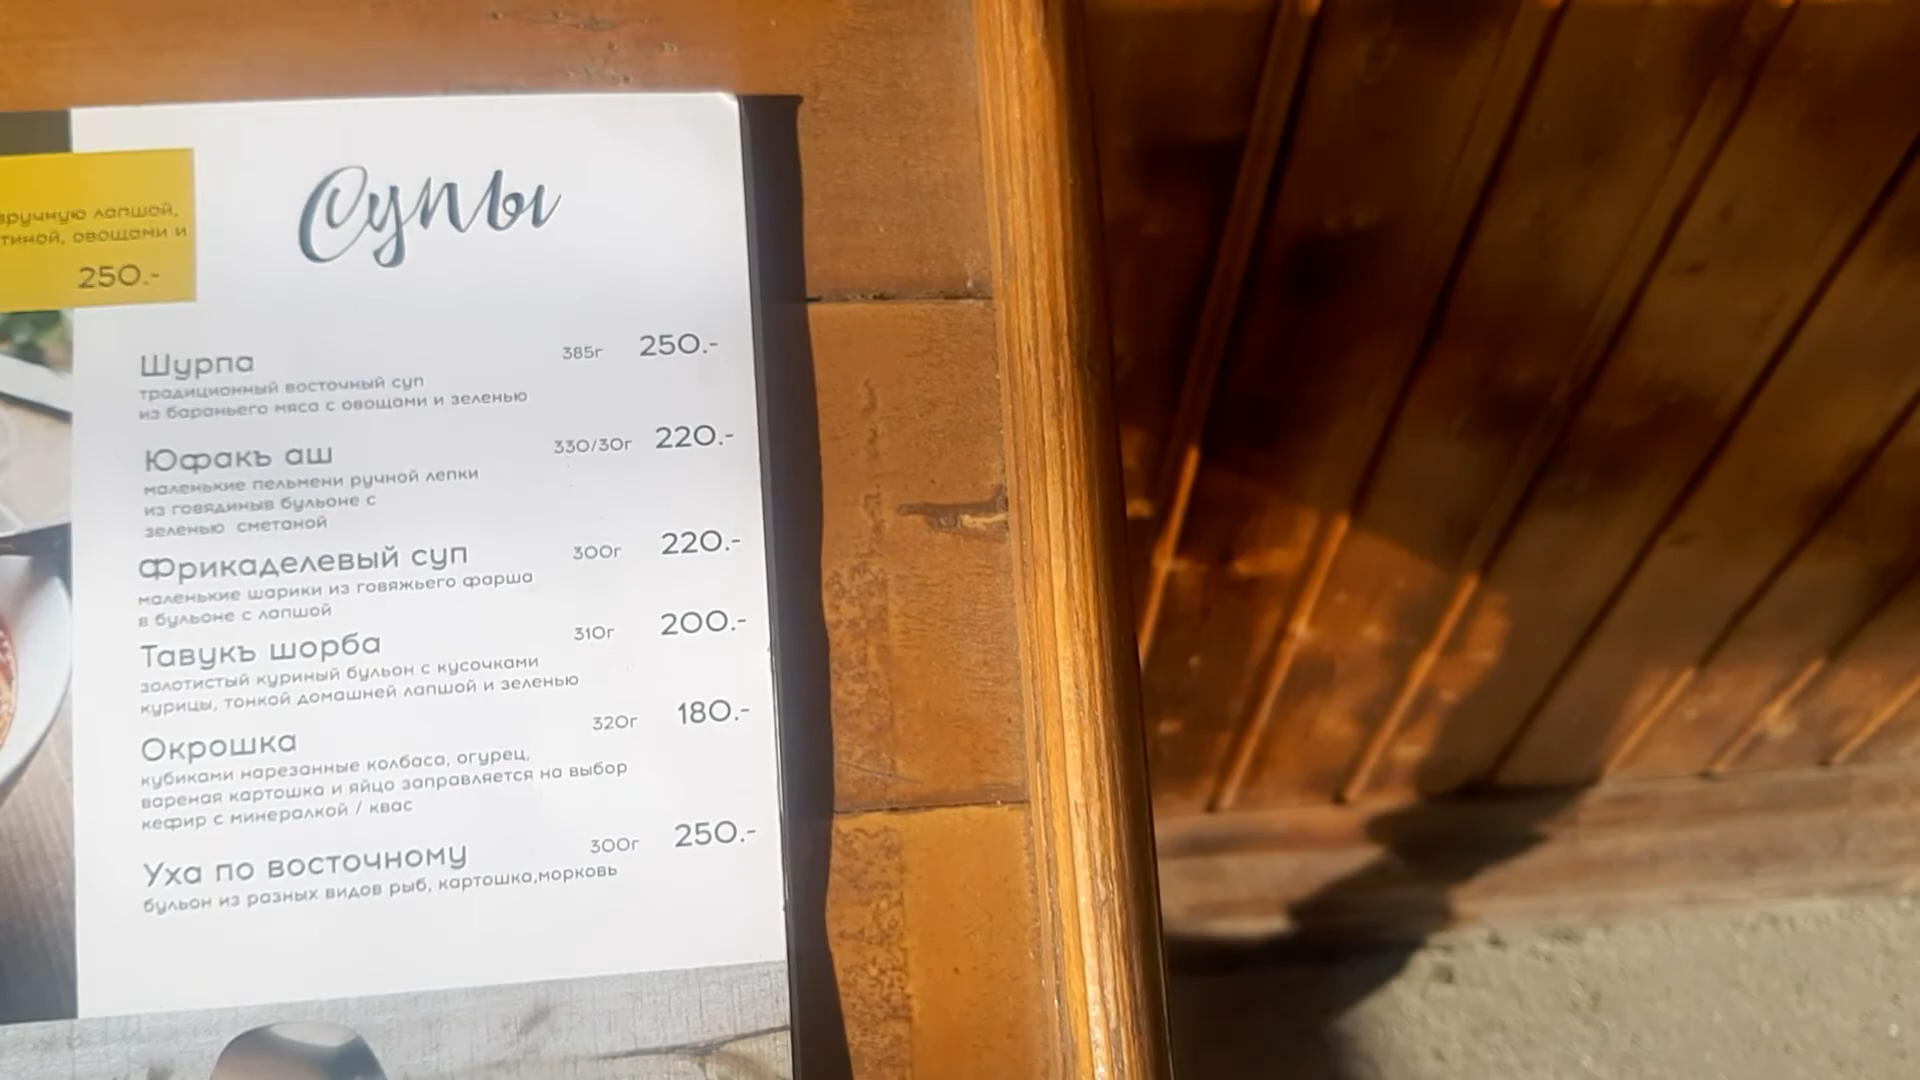 вручную лапшой,
овощами и
250.-
Супы
Шурпа 385г 250.-
традиционный восточный суп
из бараньего мяса с овощами и зеленью
Юфакъ аш 330/30г 220.-
маленькие пельмени ручной лепки
из говядиныв бульоне с
зеленью сметаной
Фрикаделевый суп 300г 220.-
маленькие шарики из говяжьего фарша
в бульоне с лапшой
Тавукъ шорба 310г 200.-
золотистый куриный бульон с кусочками
курицы, тонкой домашней лапшой и зеленью
Окрошка 320г 180.-
кубиками нарезанные колбаса, огурец,
вареная картошка и яйцо заправляется на выбор
кефир с минералкой / квас
Уха по восточному 300г 250.-
бульон из разных видов рыб, картошка,морковь